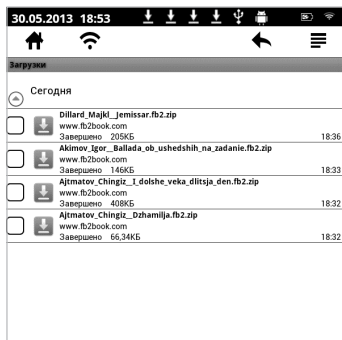 30.05.2013 18:53
Загрузки
Сегодня
Dillard_Majkl__Jemissar.fb2.zip
www.fb2book.com
Завершено 205КБ 18:36
Akimov_Igor__Ballada_ob_ushedshih_na_zadanie.fb2.zip
www.fb2book.com
Завершено 146КБ 18:33
Ajtmatov_Chingiz__I_dolshe_veka_dlitsja_den.fb2.zip
www.fb2book.com
Завершено 408КБ 18:32
Ajtmatov_Chingiz__Dzhamilja.fb2.zip
www.fb2book.com
Завершено 66,34КБ 18:32